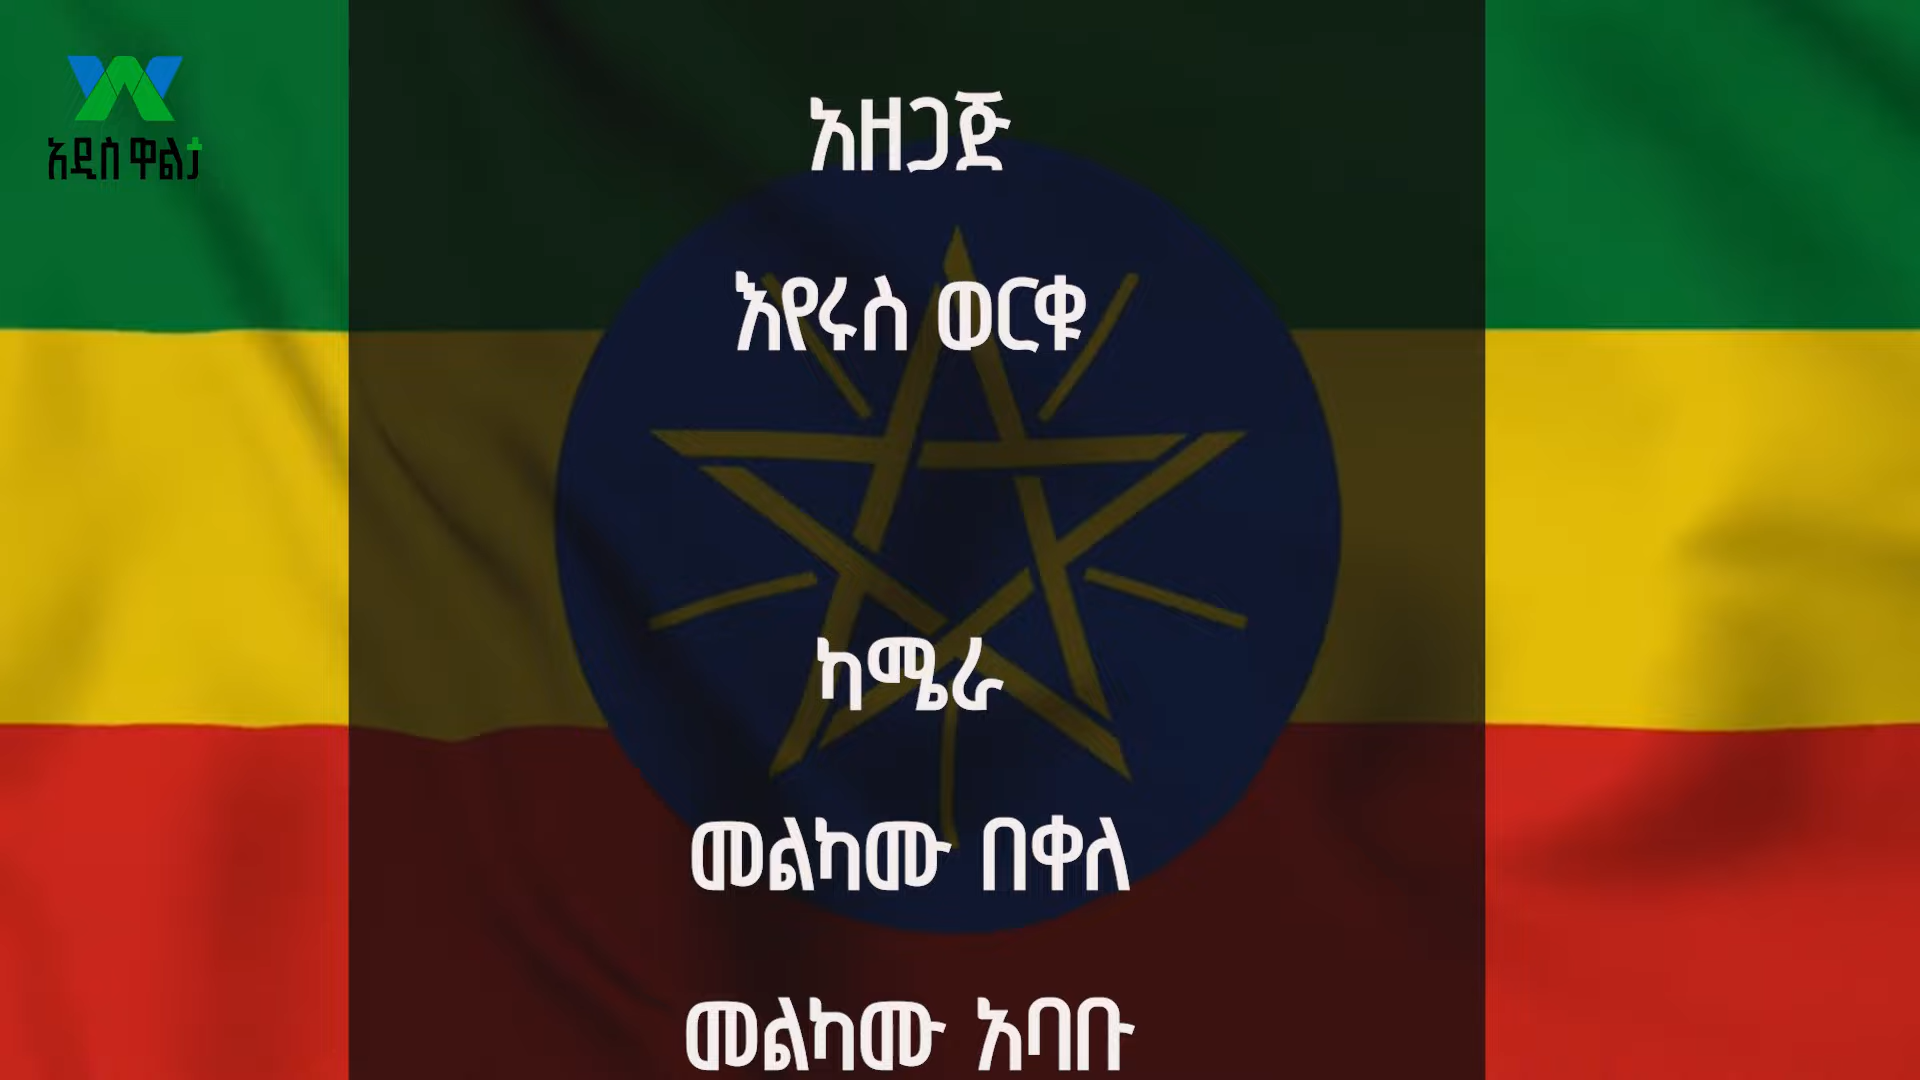 አዲስ ዋልታ
አዘጋጅ
እየሩስ ወርቁ
ካሜራ
መልካሙ በቀለ
መልካሙ አባቡ